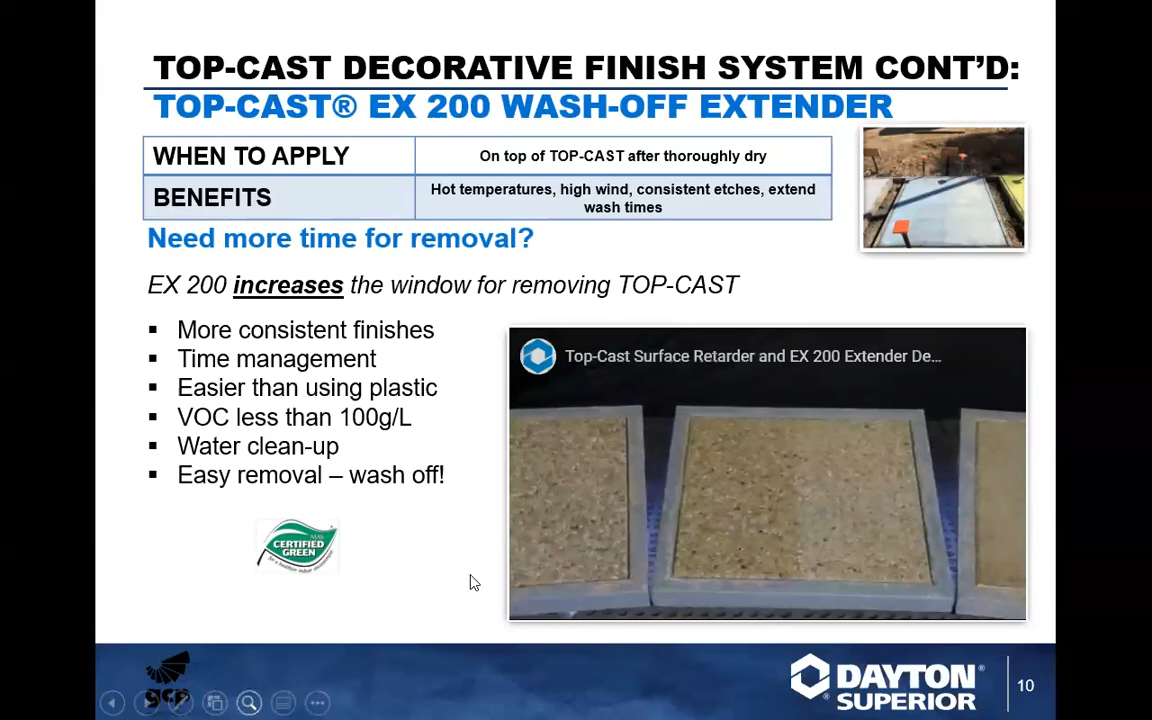 TOP-CAST DECORATIVE FINISH SYSTEM CONT'D:
TOP-CAST® EX 200 WASH-OFF EXTENDER
WHEN TO APPLY
On top of TOP-CAST after thoroughly dry
BENEFITS
Hot temperatures, high wind, consistent etches, extend
wash times
Need more time for removal?
EX 200 increases the window for removing TOP-CAST
▪ More consistent finishes
▪ Time management
▪ Easier than using plastic
▪ VOC less than 100g/L
▪ Water clean-up
▪ Easy removal – wash off!
Top-Cast Surface Retarder and EX 200 Extender De...
MAS
CERTIFIED
GREEN
gcp
DAYTON
SUPERIOR®
10